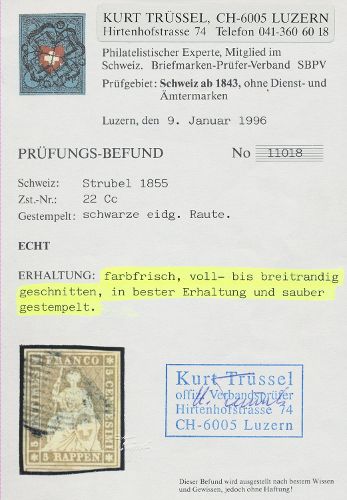 KURT TRÜSSEL, CH-6005 LUZERN
Hirtenhofstrasse 74 Telefon 041-360 60 18
Philatelistischer Experte, Mitglied im
Schweiz. Briefmarken-Prüfer-Verband SBPV
Prüfgebiet: Schweiz ab 1843, ohne Dienst- und
Ämtermarken
Luzern, den 9. Januar 1996
PRÜFUNGS-BEFUND No 11018
Schweiz: Strubel 1855
Zst.-Nr.: 22 Cc
Gestempelt: schwarze eidg. Raute.
ECHT
ERHALTUNG: farbfrisch, voll- bis breitrandig
geschnitten, in bester Erhaltung und sauber
gestempelt.
FRANCO
5 RAPPEN
Kurt Trüssel
offiz. Verbandsprüfer
Hirtenhofstrasse 74
CH-6005 Luzern
Dieser Befund wird ausgestellt nach bestem Wissen
und Gewissen, jedoch ohne Haftung!